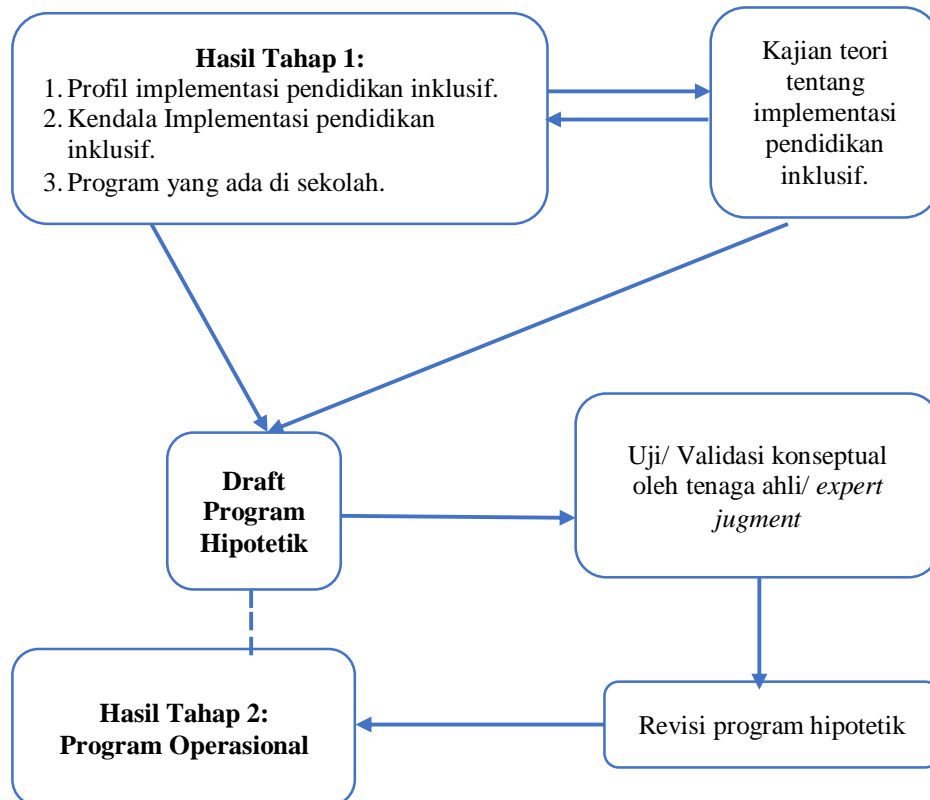 Hasil Tahap 1:
1. Profil implementasi pendidikan inklusif.
2. Kendala Implementasi pendidikan
inklusif.
3. Program yang ada di sekolah.
Kajian teori
tentang
implementasi
pendidikan
inklusif.
Draft
Program
Hipotetik
Uji/ Validasi konseptual
oleh tenaga ahli/ expert
jugment
Hasil Tahap 2:
Program Operasional
Revisi program hipotetik